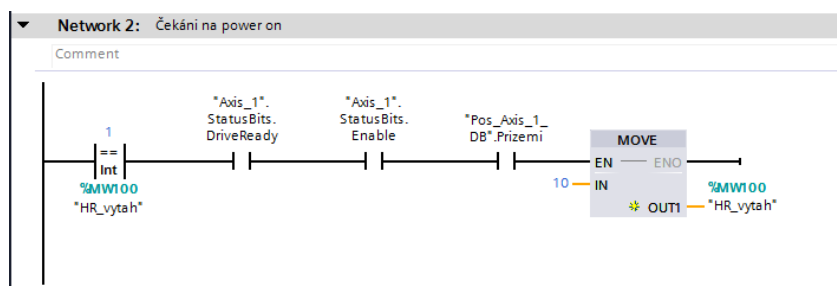 Network 2: Čekáni na power on
Comment
1
==
Int
%MW100
"HR_vytah"
"Axis_1".
StatusBits.
DriveReady
"Axis_1".
StatusBits.
Enable
"Pos_Axis_1_
DB".Prizemi
MOVE
EN ENO
10 IN
OUT1
%MW100
"HR_vytah"